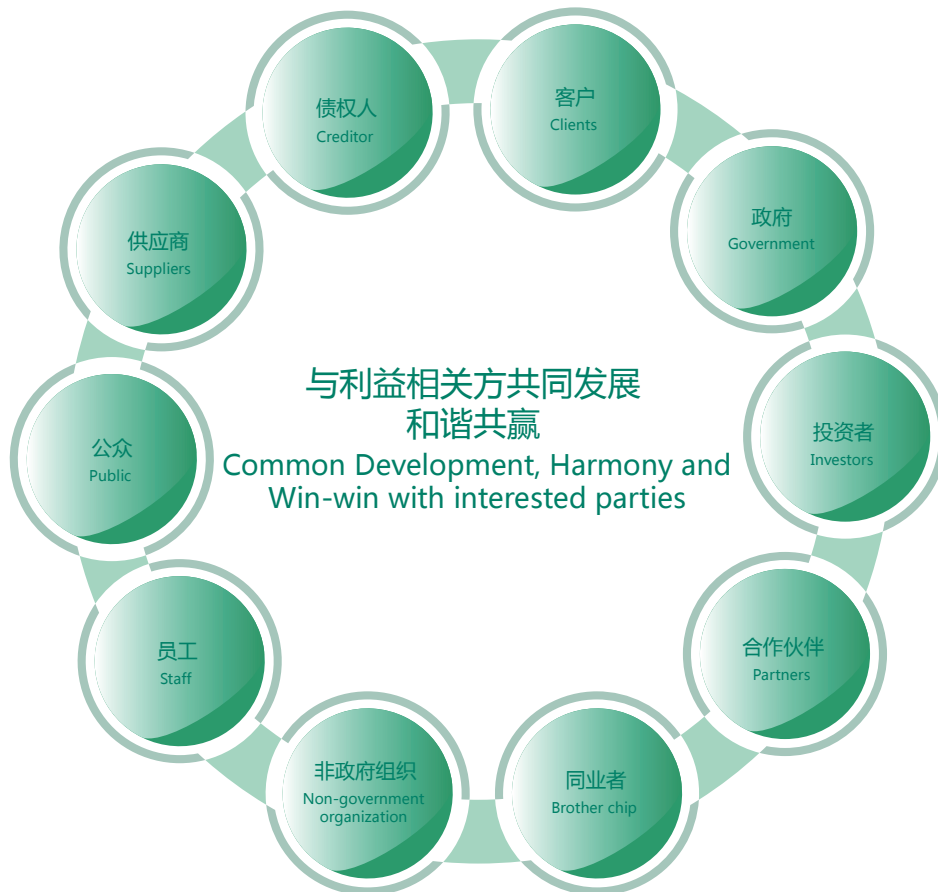 债权人
Creditor
客户
Clients
政府
Government
供应商
Suppliers
与利益相关方共同发展
和谐共赢
Common Development, Harmony and
Win-win with interested parties
投资者
Investors
公众
Public
合作伙伴
Partners
员工
Staff
同业者
Brother chip
非政府组织
Non-government
organization